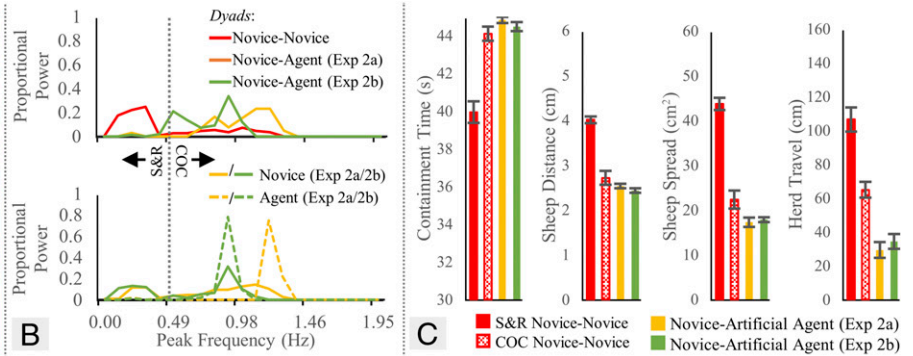 Proportional Power
1
0.8
0.6
0.4
0.2
0
Dyads:
Novice-Novice
Novice-Agent (Exp 2a)
Novice-Agent (Exp 2b)
S&R
COC
Proportional Power
1
0.8
0.6
0.4
0.2
0
/ Novice (Exp 2a/2b)
/ Agent (Exp 2a/2b)
0.00 0.49 0.98 1.46 1.95
Peak Frequency (Hz)
B
C
Containment Time (s)
44
42
40
38
36
34
32
30
Sheep Distance (cm)
6
5
4
3
2
1
0
Sheep Spread (cm²)
60
50
40
30
20
10
0
Herd Travel (cm)
160
140
120
100
80
60
40
20
0
S&R Novice-Novice
COC Novice-Novice
Novice-Artificial Agent (Exp 2a)
Novice-Artificial Agent (Exp 2b)